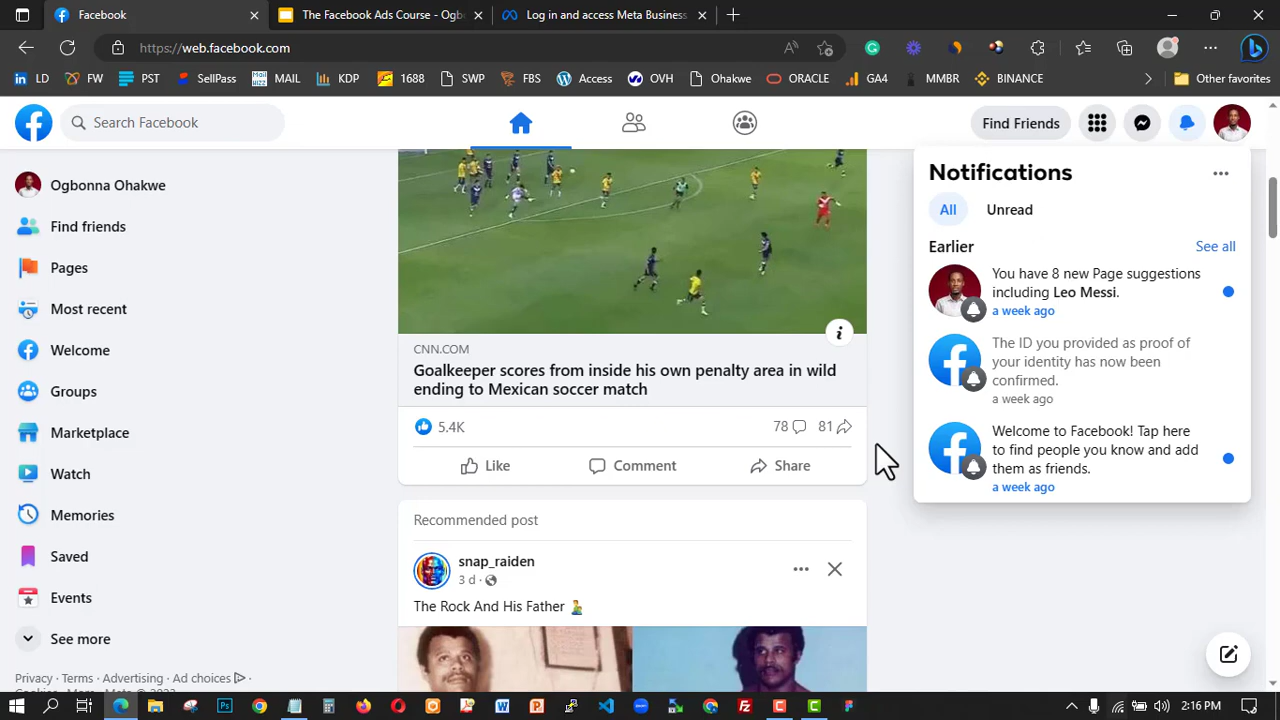 Facebook
The Facebook Ads Course - Ogb
Log in and access Meta Business
https://web.facebook.com
LD
FW
PST
SellPass
MAIL
KDP
1688
SWP
FBS
Access
OVH
Ohakwe
ORACLE
GA4
MMBR
BINANCE
Other favorites
Search Facebook
Find Friends
Ogbonna Ohakwe
Find friends
Pages
Most recent
Welcome
Groups
Marketplace
Watch
Memories
Saved
Events
See more
Privacy · Terms · Advertising · Ad choices ·
CNN.COM
Goalkeeper scores from inside his own penalty area in wild
ending to Mexican soccer match
5.4K
78
81
Like
Comment
Share
Recommended post
snap_raiden
3 d ·
The Rock And His Father
Notifications
All
Unread
Earlier
See all
You have 8 new Page suggestions
including Leo Messi.
a week ago
The ID you provided as proof of
your identity has now been
confirmed.
a week ago
Welcome to Facebook! Tap here
to find people you know and add
them as friends.
a week ago
2:16 PM